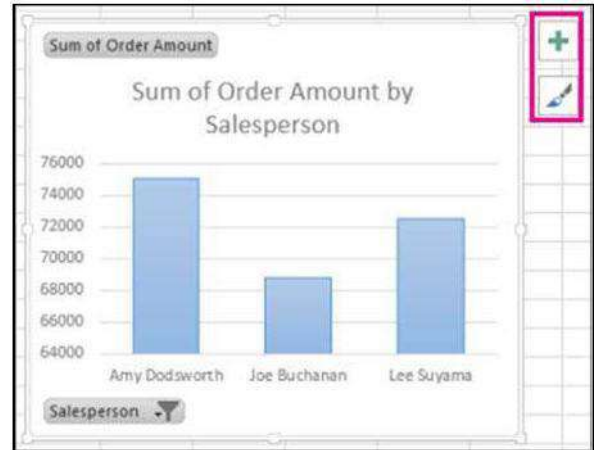 Sum of Order Amount
Sum of Order Amount by
Salesperson
76000
74000
72000
70000
68000
66000
64000
Amy Dodsworth Joe Buchanan Lee Suyama
Salesperson